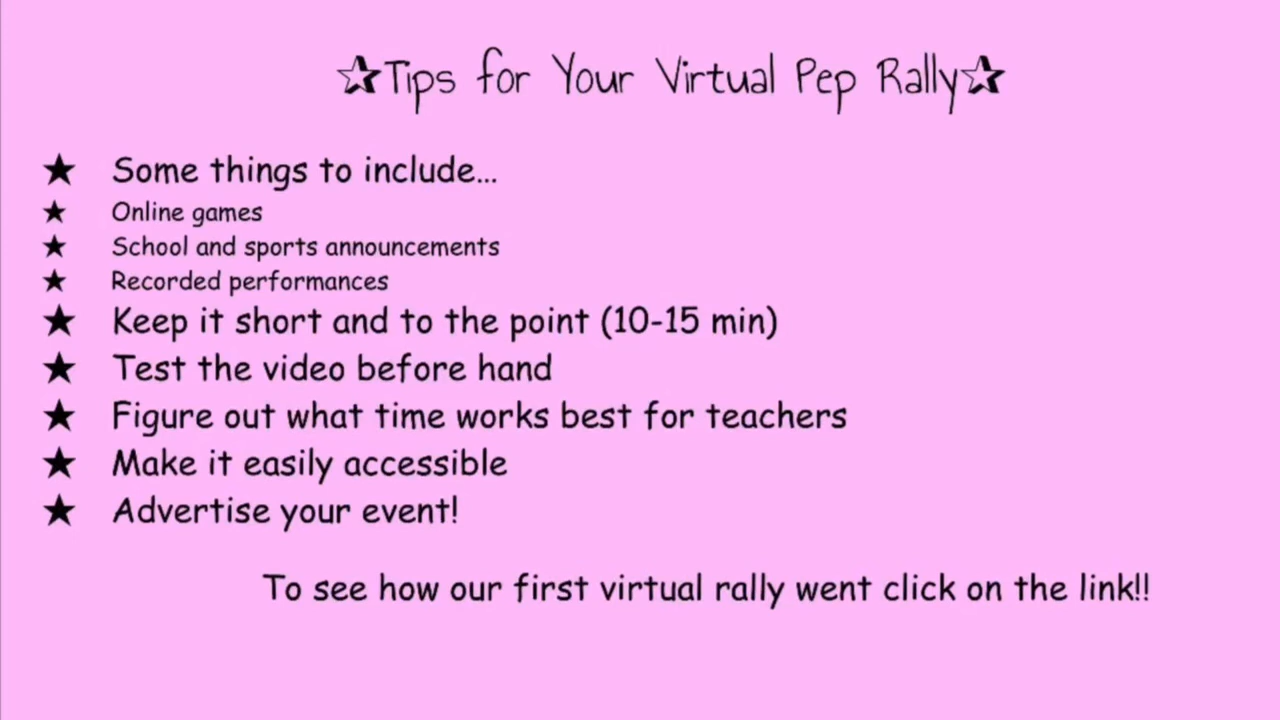 ☆Tips for Your Virtual Pep Rally☆
★ Some things to include...
★ Online games
★ School and sports announcements
★ Recorded performances
★ Keep it short and to the point (10-15 min)
★ Test the video before hand
★ Figure out what time works best for teachers
★ Make it easily accessible
★ Advertise your event!
To see how our first virtual rally went click on the link!!